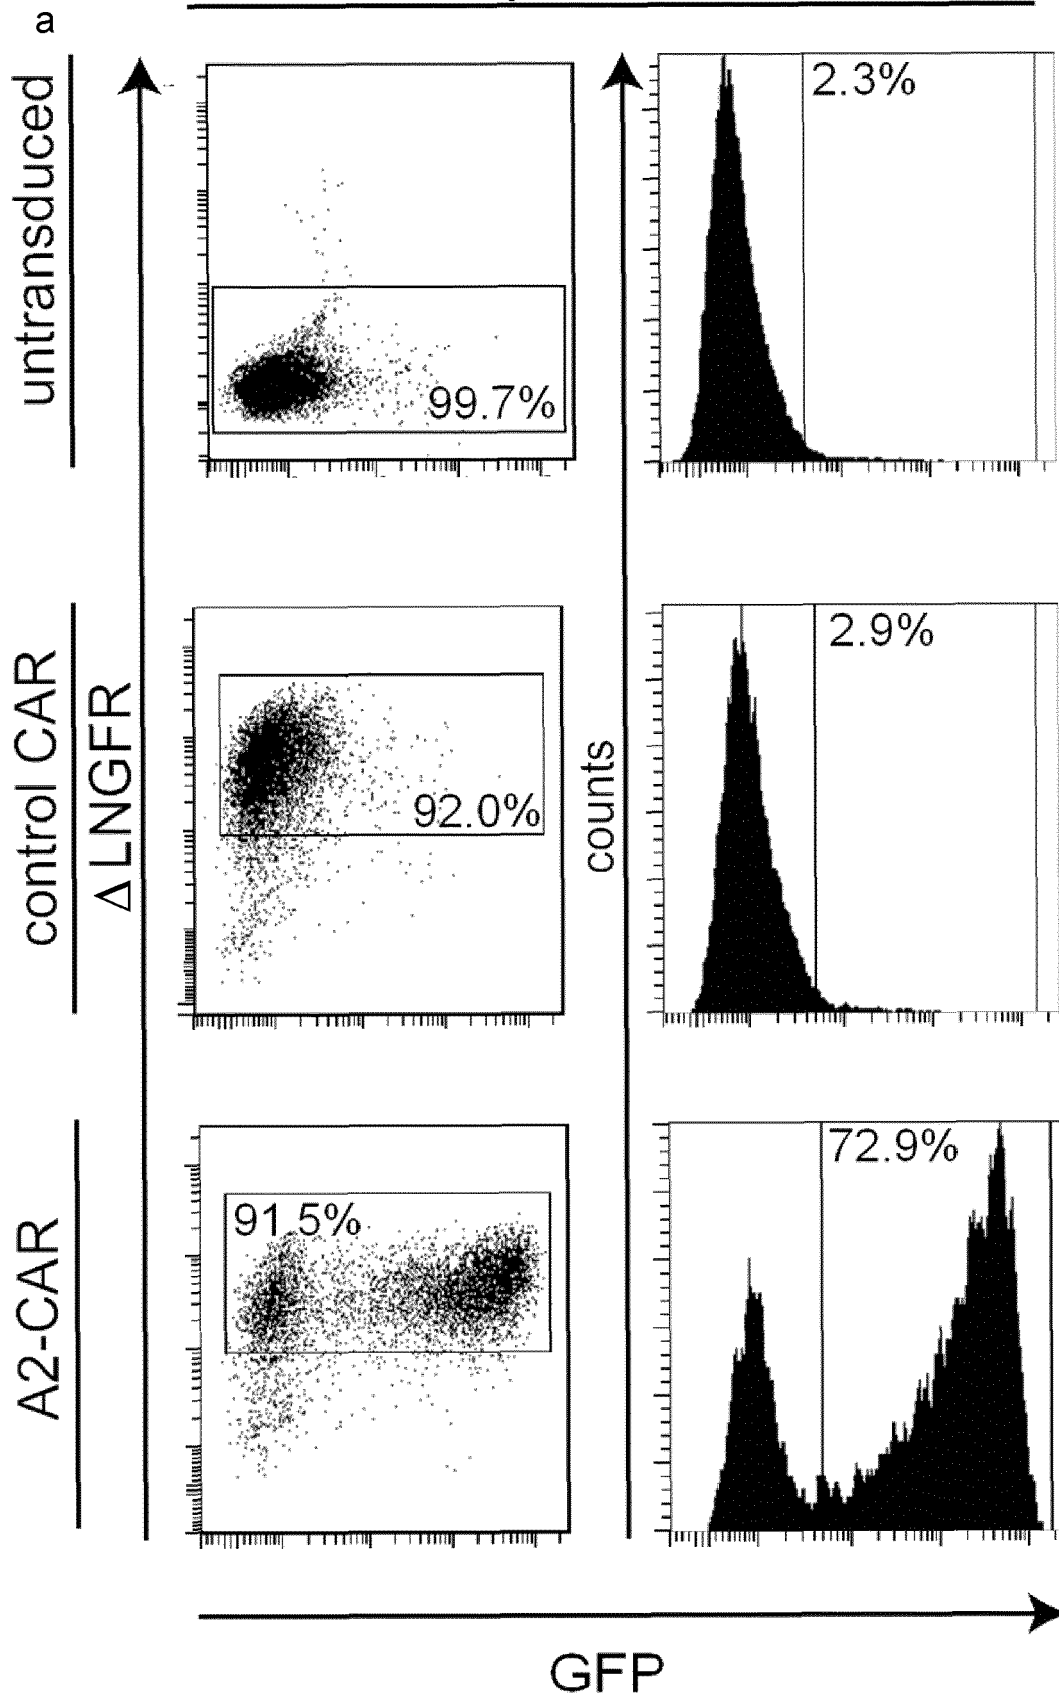 a
untransduced
99.7%
2.3%
control CAR
Δ LNGFR
92.0%
counts
2.9%
A2-CAR
91.5%
72.9%
GFP